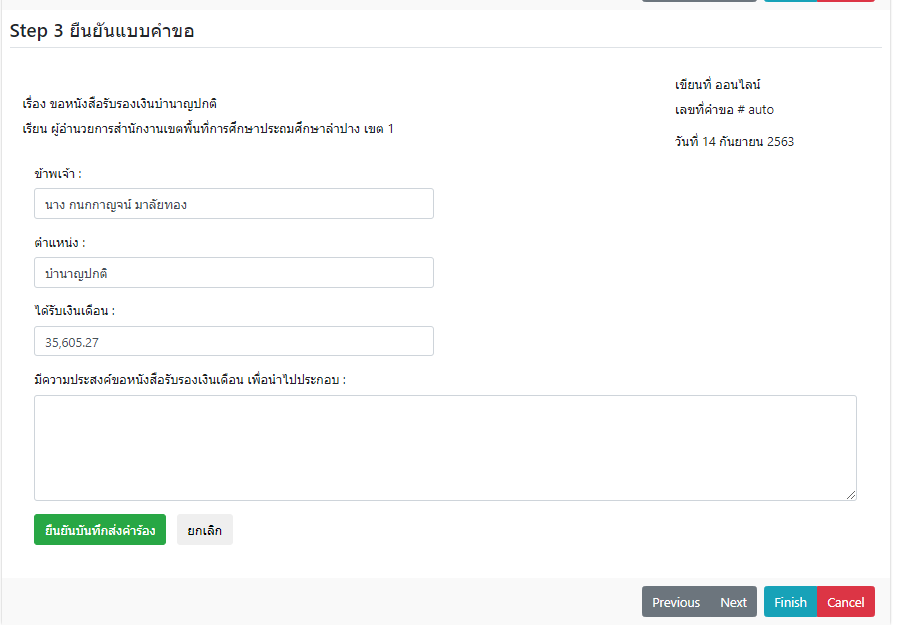 Step 3 ยืนยันแบบคำขอ
เขียนที่ ออนไลน์
เรื่อง ขอหนังสือรับรองเงินบำนาญปกติ
เลขที่คำขอ # auto
เรียน ผู้อำนวยการสำนักงานเขตพื้นที่การศึกษาประถมศึกษาลำปาง เขต 1
วันที่ 14 กันยายน 2563
ข้าพเจ้า :
นาง กนกกาญจน์ มาลัยทอง
ตำแหน่ง :
บำนาญปกติ
ได้รับเงินเดือน :
35,605.27
มีความประสงค์ขอหนังสือรับรองเงินเดือน เพื่อนำไปประกอบ :
ยืนยันบันทึกส่งคำร้อง ยกเลิก
Previous Next Finish Cancel